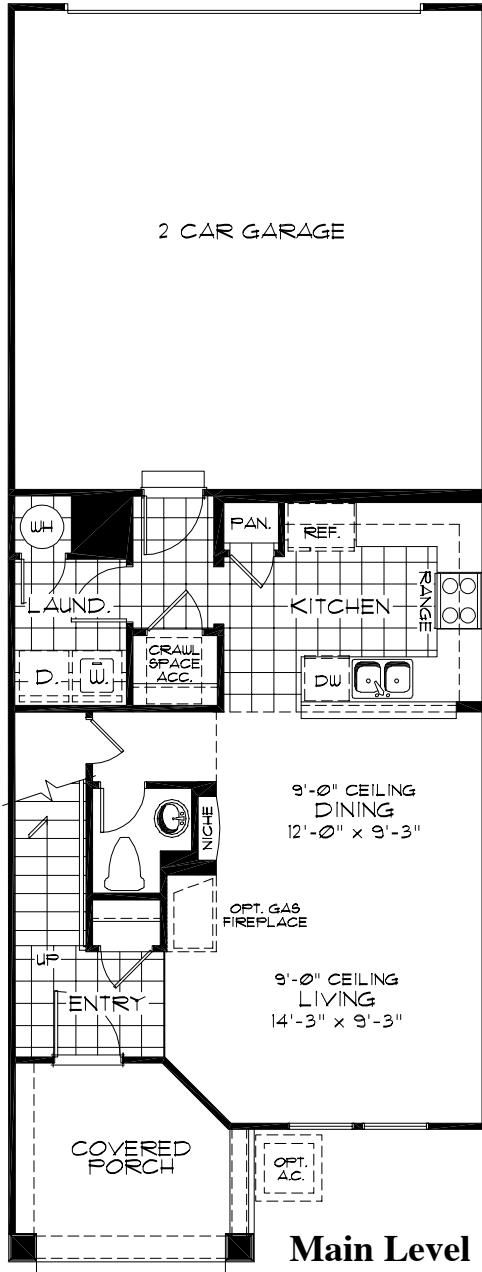 2 CAR GARAGE
WH
PAN.
REF.
LAUND.
KITCHEN
RANGE
D.
W.
CRAWL
SPACE
ACC.
DW
9'-0" CEILING
DINING
12'-0" x 9'-3"
NICHE
OPT. GAS
FIREPLACE
UP
9'-0" CEILING
LIVING
14'-3" x 9'-3"
ENTRY
COVERED
PORCH
OPT.
A.C.
Main Level